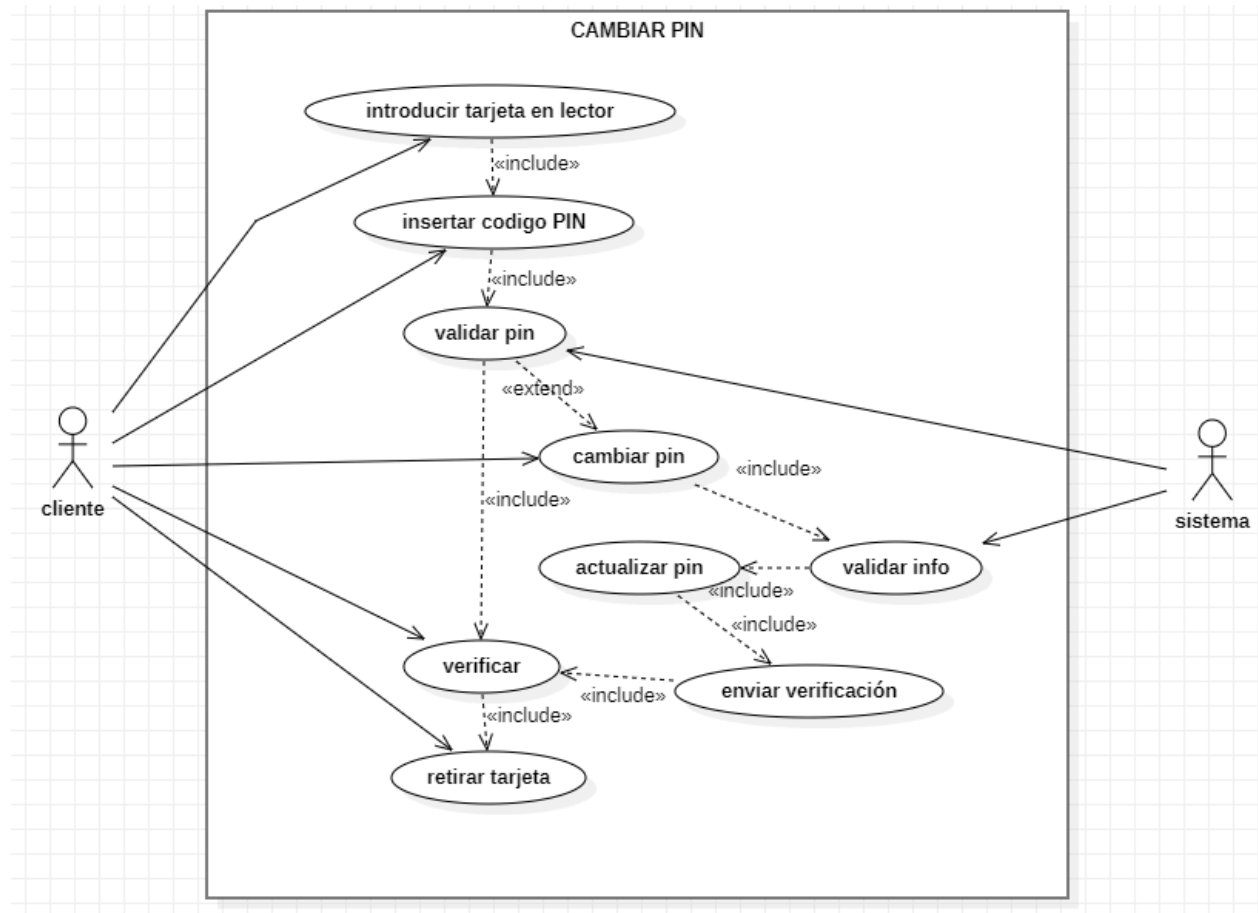 CAMBIAR PIN
introducir tarjeta en lector
«include»
insertar codigo PIN
«include»
validar pin
«extend»
cambiar pin
«include»
«include»
cliente
sistema
actualizar pin
validar info
«include»
«include»
verificar
enviar verificación
«include»
«include»
retirar tarjeta